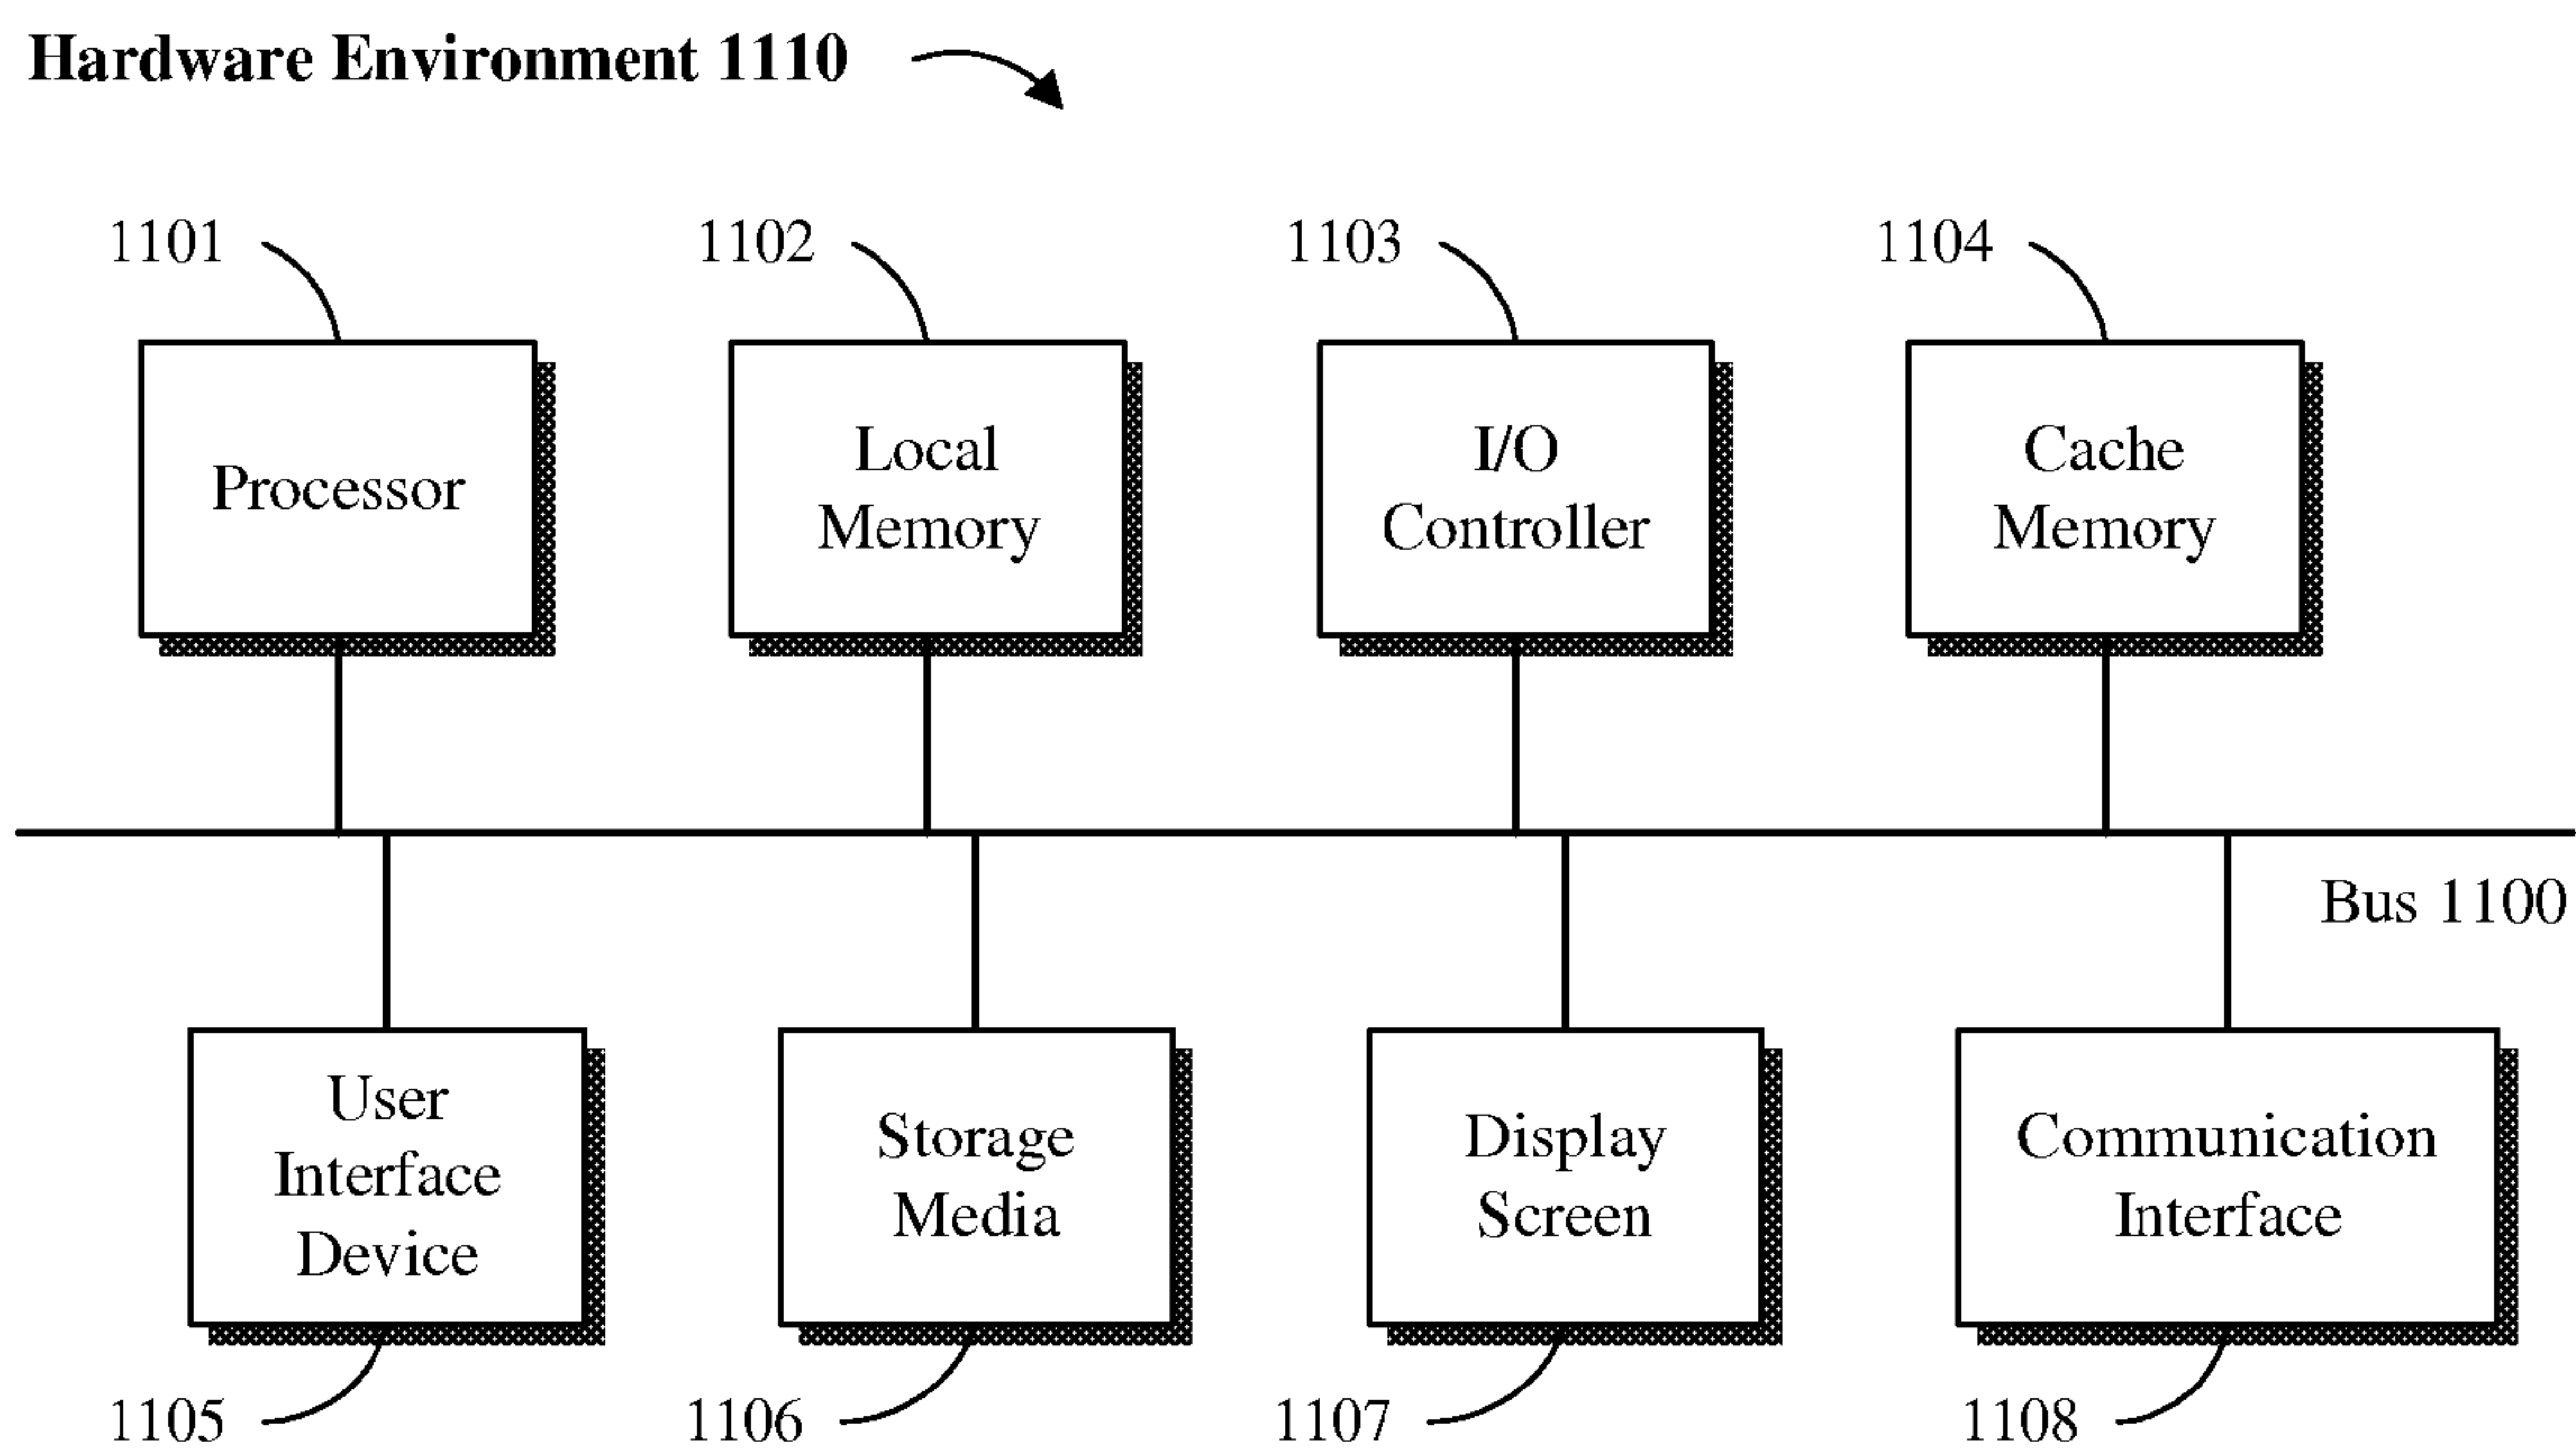 Hardware Environment 1110
1101
1102
1103
1104
Processor
Local
Memory
I/O
Controller
Cache
Memory
Bus 1100
User
Interface
Device
Storage
Media
Display
Screen
Communication
Interface
1105
1106
1107
1108